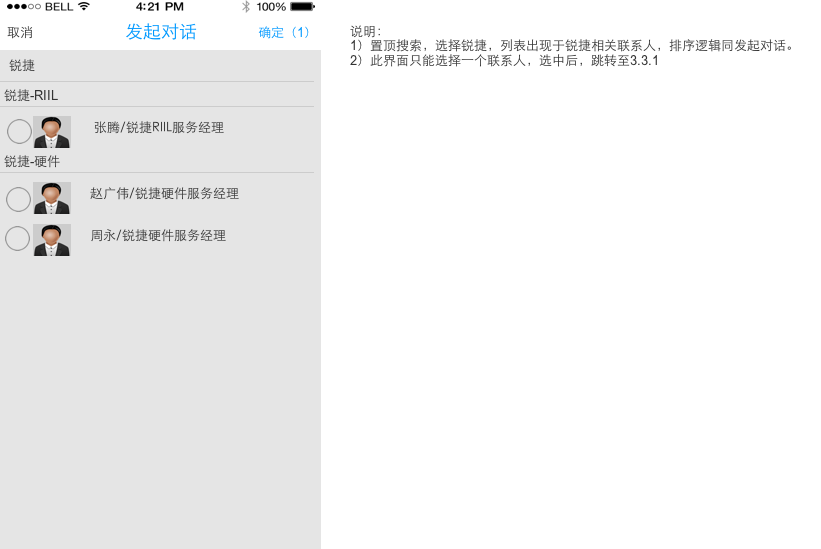 BELL 4:21 PM 100%
取消 发起对话 确定（1）
锐捷
锐捷-RIIL
张腾/锐捷RIIL服务经理
锐捷-硬件
赵广伟/锐捷硬件服务经理
周永/锐捷硬件服务经理
说明：
1）置顶搜索，选择锐捷，列表出现于锐捷相关联系人，排序逻辑同发起对话。
2）此界面只能选择一个联系人，选中后，跳转至3.3.1